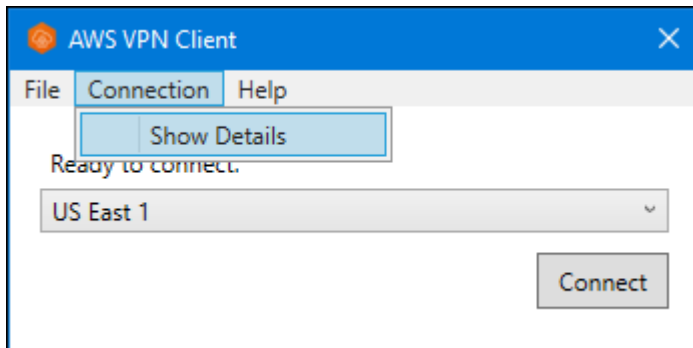 AWS VPN Client
File Connection Help
Show Details
Ready to connect.
US East 1
Connect